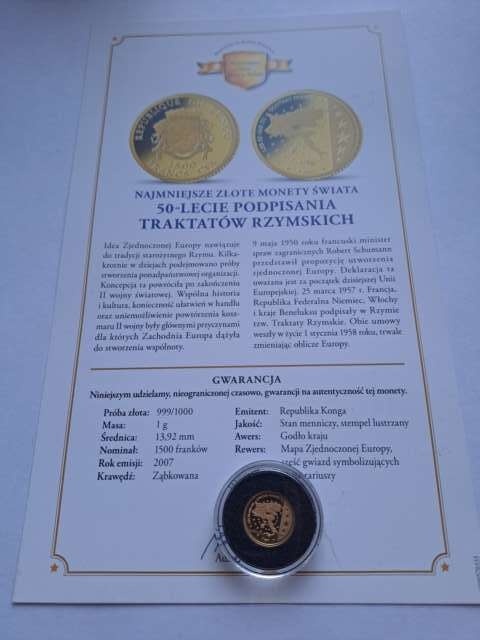 NAJMNIEJSZE ZŁOTE MONETY ŚWIATA
50-LECIE PODPISANIA
TRAKTATÓW RZYMSKICH
Idea Zjednoczonej Europy nawiązuje
do tradycji starożytnego Rzymu. Kilka-
krotnie w dziejach podejmowano próby
stworzenia ponadpaństwowej organizacji.
Koncepcja ta powróciła po zakończeniu
II wojny światowej. Wspólna historia
i kultura, konieczność ułatwień w handlu
oraz uniemożliwienie powtórzenia kosz-
maru II wojny były głównymi przyczynami
dla których Zachodnia Europa dążyła
do stworzenia wspólnoty.
9 maja 1950 roku francuski minister
spraw zagranicznych Robert Schumann
przedstawił propozycję utworzenia
zjednoczonej Europy. Deklaracja ta
uważana jest za początek dzisiejszej Unii
Europejskiej. 25 marca 1957 r. Francja,
Republika Federalna Niemiec, Włochy
i kraje Beneluksu podpisały w Rzymie
tzw. Traktaty Rzymskie. Obie umowy
weszły w życie 1 stycznia 1958 roku, trwale
zmieniając oblicze Europy.
GWARANCJA
Niniejszym udzielamy, nieograniczonej czasowo, gwarancji na autentyczność tej monety.
Próba złota: 999/1000
Masa: 1 g
Średnica: 13,92 mm
Nominał: 1500 franków
Rok emisji: 2007
Krawędź: Ząbkowana
Emitent: Republika Konga
Jakość: Stan menniczy, stempel lustrzany
Awers: Godło kraju
Rewers: Mapa Zjednoczonej Europy,
sześć gwiazd symbolizujących